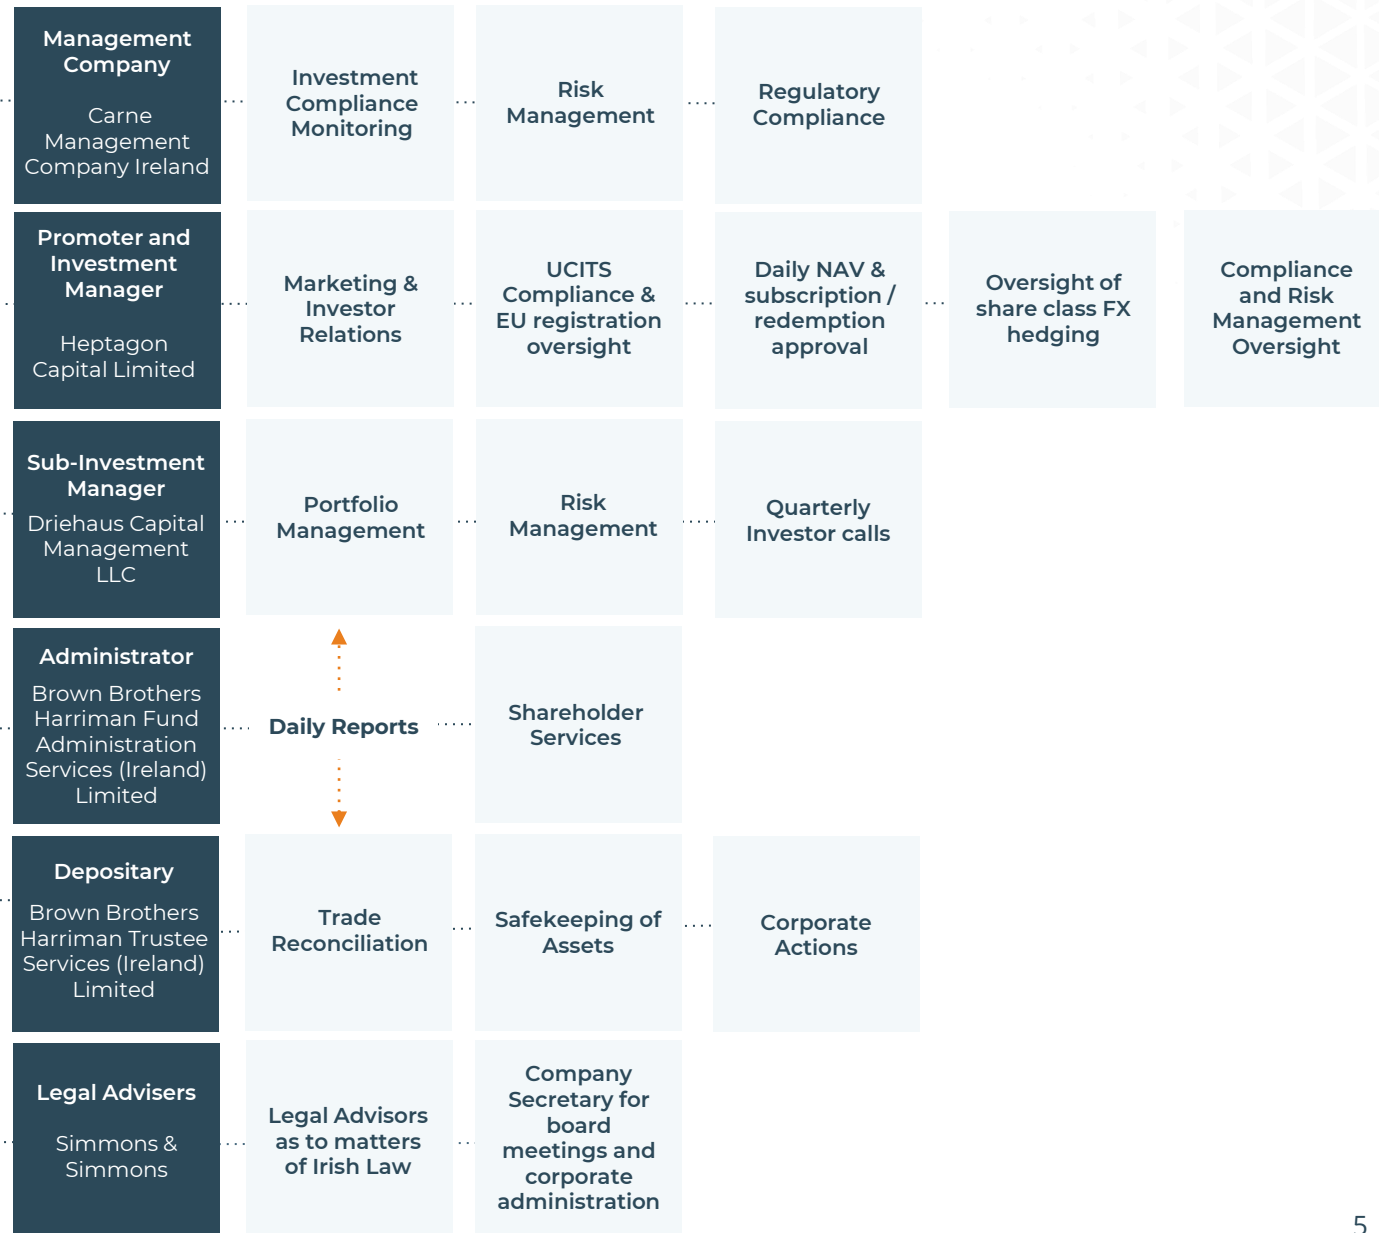 Management
Company
Carne
Management
Company Ireland
Investment
Compliance
Monitoring
Risk
Management
Regulatory
Compliance
Promoter and
Investment
Manager
Heptagon
Capital Limited
Marketing &
Investor
Relations
UCITS
Compliance &
EU registration
oversight
Daily NAV &
subscription /
redemption
approval
Oversight of
share class FX
hedging
Compliance
and Risk
Management
Oversight
Sub-Investment
Manager
Driehaus Capital
Management
LLC
Portfolio
Management
Risk
Management
Quarterly
Investor calls
Administrator
Brown Brothers
Harriman Fund
Administration
Services (Ireland)
Limited
Daily Reports
Shareholder
Services
Depositary
Brown Brothers
Harriman Trustee
Services (Ireland)
Limited
Trade
Reconciliation
Safekeeping of
Assets
Corporate
Actions
Legal Advisers
Simmons &
Simmons
Legal Advisors
as to matters
of Irish Law
Company
Secretary for
board
meetings and
corporate
administration
5